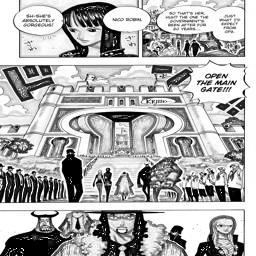 SH-SHE'S
ABSOLUTELY
GORGEOUS!
NICO ROBIN.
SO THAT'S HER,
HUH? THE ONE
THE
GOVERNMENT'S
BEEN AFTER FOR
20 YEARS.
JUST
WHAT I'D
EXPECT
FROM
CP9.
OPEN
THE MAIN
GATE!!!